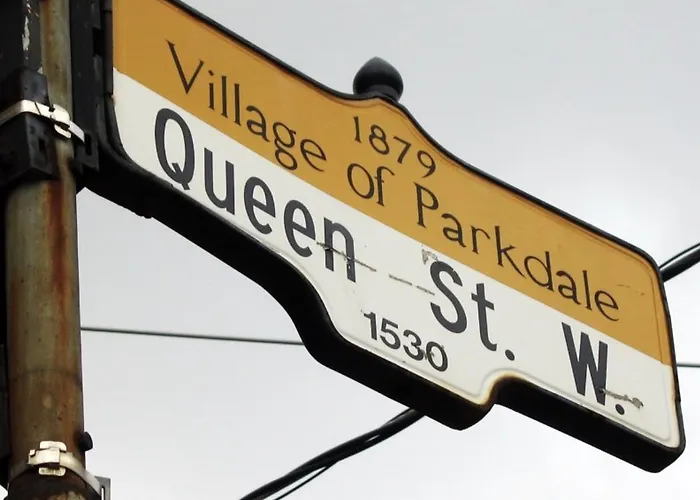 1879
Village of Parkdale
Queen St. W.
1530